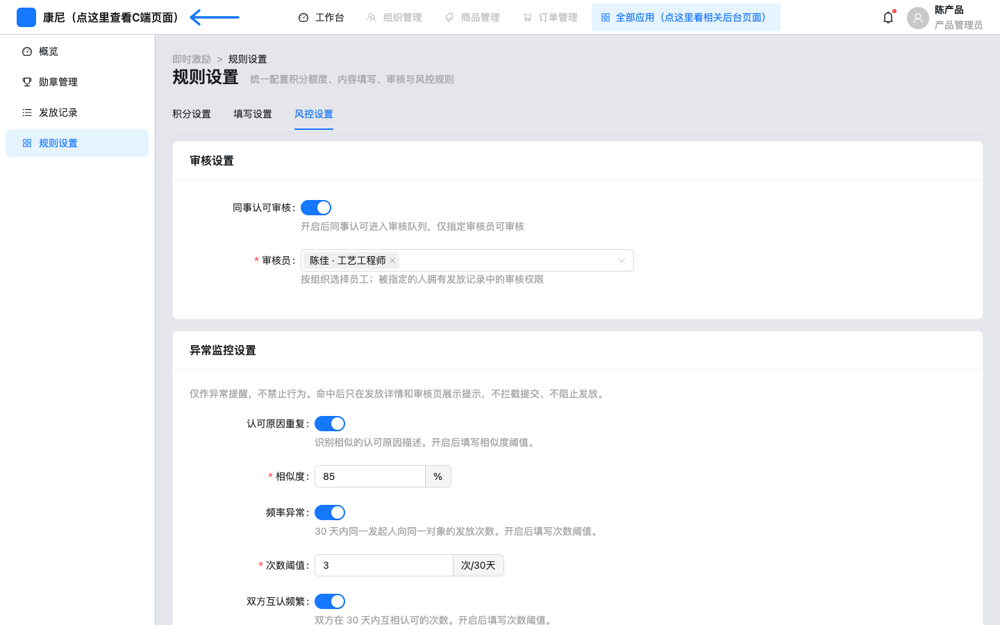 康尼（点这里查看C端页面）
工作台
组织管理
商品管理
订单管理
全部应用（点这里看相关后台页面）
陈产品
产品管理员
概览
勋章管理
发放记录
规则设置
即时激励 > 规则设置
规则设置 统一配置积分额度、内容填写、审核与风控规则
积分设置 填写设置 风控设置
审核设置
同事认可审核：
开启后同事认可进入审核队列，仅指定审核员可审核
* 审核员： 陈佳 · 工艺工程师 ×
按组织选择员工；被指定的人拥有发放记录中的审核权限
异常监控设置
仅作异常提醒，不禁止行为。命中后只在发放详情和审核页展示提示，不拦截提交、不阻止发放。
认可原因重复：
识别相似的认可原因描述。开启后填写相似度阈值。
* 相似度： 85 %
频率异常：
30 天内同一发起人向同一对象的发放次数。开启后填写次数阈值。
* 次数阈值： 3 次/30天
双方互认频繁：
双方在 30 天内互相认可的次数。开启后填写次数阈值。